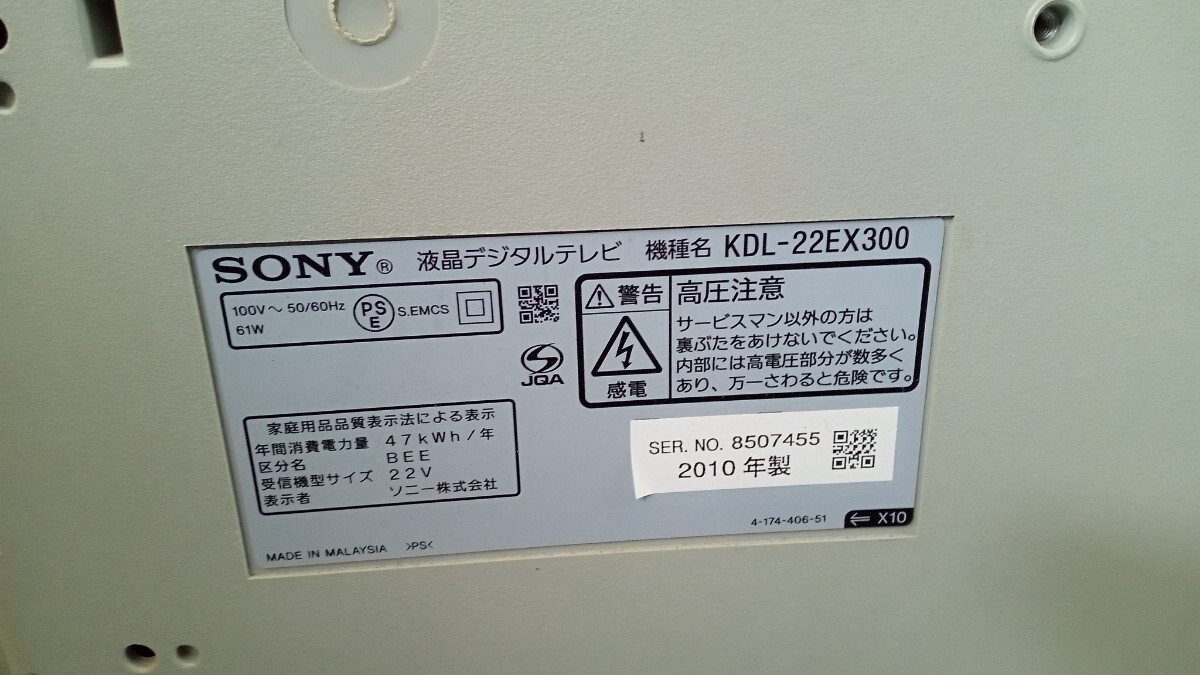 SONY® 液晶デジタルテレビ 機種名 KDL-22EX300
100V～ 50/60Hz
61W
PS
E
S.EMCS
JQA
警告
感電
高圧注意
サービスマン以外の方は
裏ぶたをあけないでください。
内部には高電圧部分が数多く
あり、万一さわると危険です。
家庭用品品質表示法による表示
年間消費電力量 47kWh/年
区分名 BEE
受信機型サイズ 22V
表示者 ソニー株式会社
SER. NO. 8507455
2010 年製
4-174-406-51
⇐ X10
MADE IN MALAYSIA >PS<